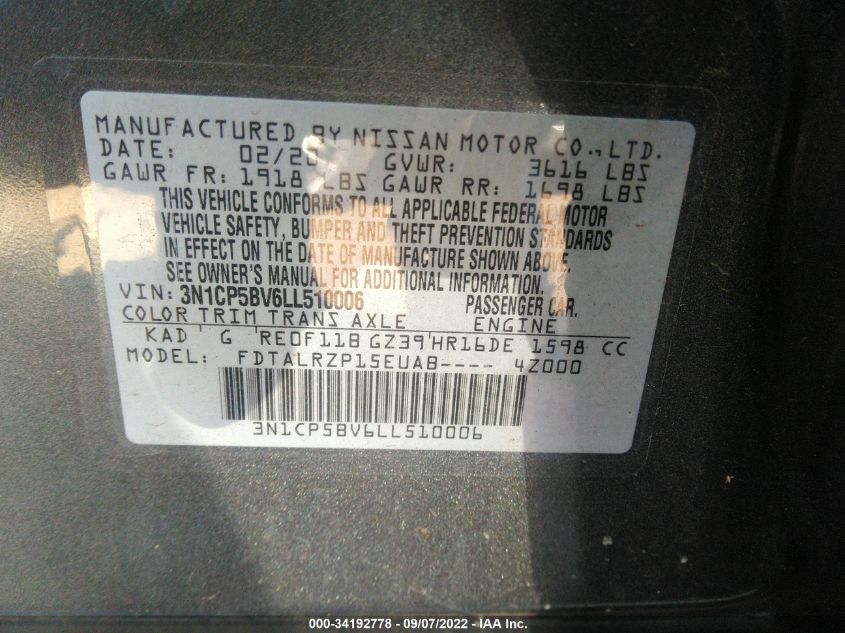 MANUFACTURED BY NISSAN MOTOR CO., LTD.
DATE: 02/20 GVWR: 3616 LBS
GAWR FR: 1918 LBS GAWR RR: 1698 LBS
THIS VEHICLE CONFORMS TO ALL APPLICABLE FEDERAL MOTOR
VEHICLE SAFETY, BUMPER AND THEFT PREVENTION STANDARDS
IN EFFECT ON THE DATE OF MANUFACTURE SHOWN ABOVE.
SEE OWNER'S MANUAL FOR ADDITIONAL INFORMATION.
VIN: 3N1CP5BV6LL510006 PASSENGER CAR.
COLOR TRIM TRANS AXLE ENGINE
KAD G RE0F11B GZ39 HR16DE 1598 CC
MODEL: FDTALRZP15EUAB---- 4Z000
3N1CP5BV6LL510006
000-34192778 - 09/07/2022 - IAA Inc.